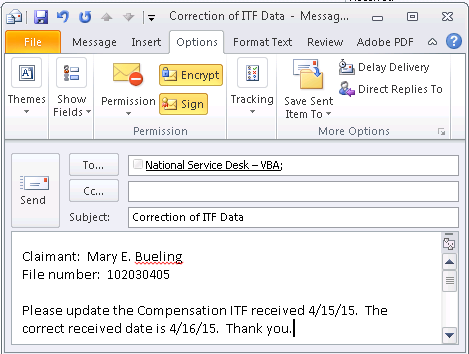 Correction of ITF Data - Messag...
File Message Insert Options Format Text Review Adobe PDF
Themes
Show Fields
Permission
Encrypt
Sign
Permission
Tracking
Save Sent Item To
Delay Delivery
Direct Replies To
More Options
Send
To...
National Service Desk – VBA;
Cc...
Subject:
Correction of ITF Data
Claimant: Mary E. Bueling
File number: 102030405
Please update the Compensation ITF received 4/15/15. The
correct received date is 4/16/15. Thank you.